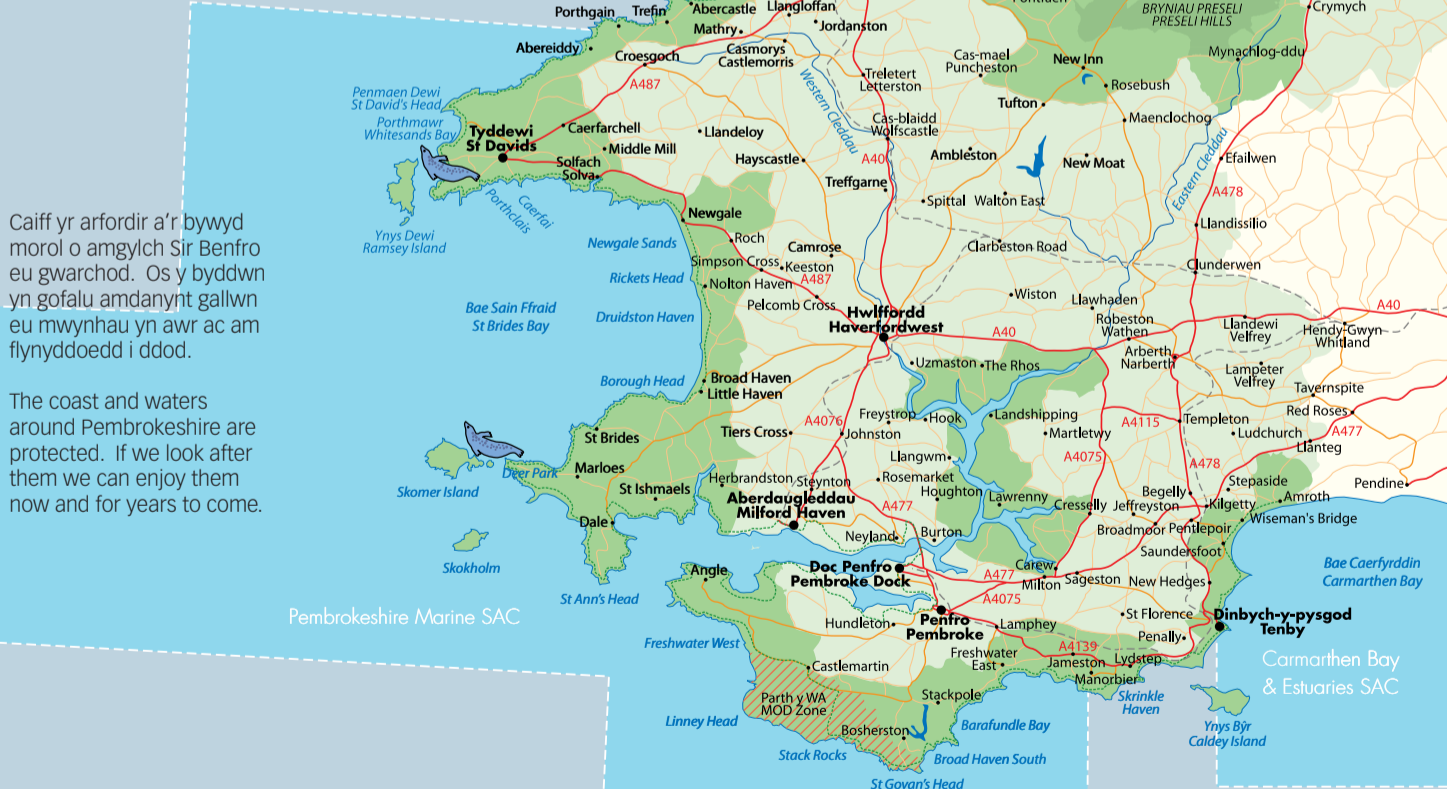 Caiff yr arfordir a'r bywyd
morol o amgylch Sir Benfro
eu gwarchod. Os y byddwn
yn gofalu amdanynt gallwn
eu mwynhau yn awr ac am
flynyddoedd i ddod.
The coast and waters
around Pembrokeshire are
protected. If we look after
them we can enjoy them
now and for years to come.
Porthgain
Trefin
Abercastle
Llangloffan
Mathry
Jordanston
BRYNIAU PRESELI
PRESELI HILLS
Crymych
Abereiddy
Croesgoch
Casmorys
Castlemorris
Cas-mael
Puncheston
New Inn
Mynachlog-ddu
A487
Treletert
Letterston
Rosebush
Tufton
Maenclochog
Penmaen Dewi
St David's Head
Porthmawr
Whitesands Bay
Western Cleddau
Cas-blaidd
Wolfscastle
Tyddewi
St Davids
Caerfarchell
Middle Mill
Llandeloy
Hayscastle
A40
Ambleston
New Moat
Eastern Cleddau
Efailwen
Solfach
Solva
Treffgarne
A478
Caerfai
Porthclais
Spittal
Walton East
Ynys Dewi
Ramsey Island
Newgale
Llandissilio
Newgale Sands
Roch
Camrose
Clarbeston Road
Simpson Cross
Keeston
Clunderwen
Rickets Head
Nolton Haven
A487
Pelcomb Cross
Wiston
Llawhaden
Bae Sain Ffraid
St Brides Bay
Druidston Haven
Hwlffordd
Haverfordwest
A40
Robeston
Wathen
Llandewi
Velfrey
A40
Hendy-Gwyn
Whitland
Arberth
Narberth
Uzmaston
The Rhos
Lampeter
Velfrey
Borough Head
Broad Haven
Little Haven
Tavernspite
Red Roses
A4076
Freystrop
Hook
Landshipping
A4115
Templeton
St Brides
Tiers Cross
Johnston
Martletwy
Ludchurch
A477
Llanteg
Llangwm
A4075
A478
Deer Park
Marloes
Skomer Island
St Ishmaels
Herbrandston
Steynton
Rosemarket
Houghton
Lawrenny
Begelly
Stepaside
Pendine
Aberdaugleddau
Milford Haven
A477
Cresselly
Jeffreyston
Kilgetty
Amroth
Dale
Broadmoor
Pentlepoir
Wiseman's Bridge
Skokholm
Neyland
Burton
Saundersfoot
Angle
Doc Penfro
Pembroke Dock
A477
Carew
Milton
Sageston
New Hedges
Bae Caerfyrddin
Carmarthen Bay
St Ann's Head
A4075
Pembrokeshire Marine SAC
Hundleton
Penfro
Pembroke
Lamphey
St Florence
Dinbych-y-pysgod
Tenby
Penally
Freshwater West
Freshwater
East
A4139
Jameston
Lydstep
Carmarthen Bay
& Estuaries SAC
Castlemartin
Manorbier
Parth y WA
MOD Zone
Stackpole
Skrinkle
Haven
Linney Head
Bosherston
Barafundle Bay
Ynys Bŷr
Caldey Island
Stack Rocks
Broad Haven South
St Govan's Head